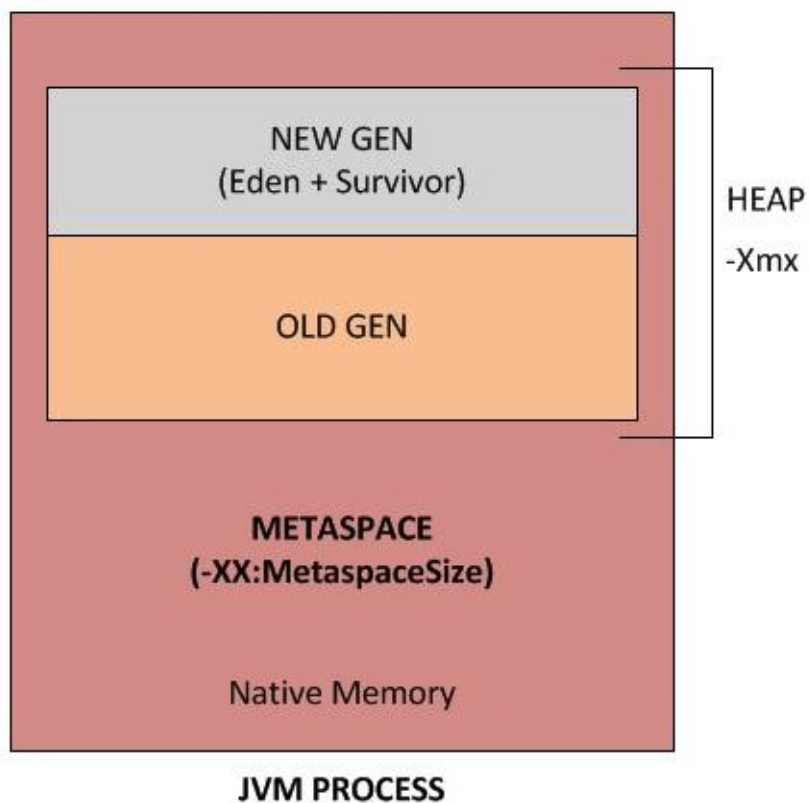 NEW GEN
(Eden + Survivor)
OLD GEN
HEAP
-Xmx
METASPACE
(-XX:MetaspaceSize)
Native Memory
JVM PROCESS